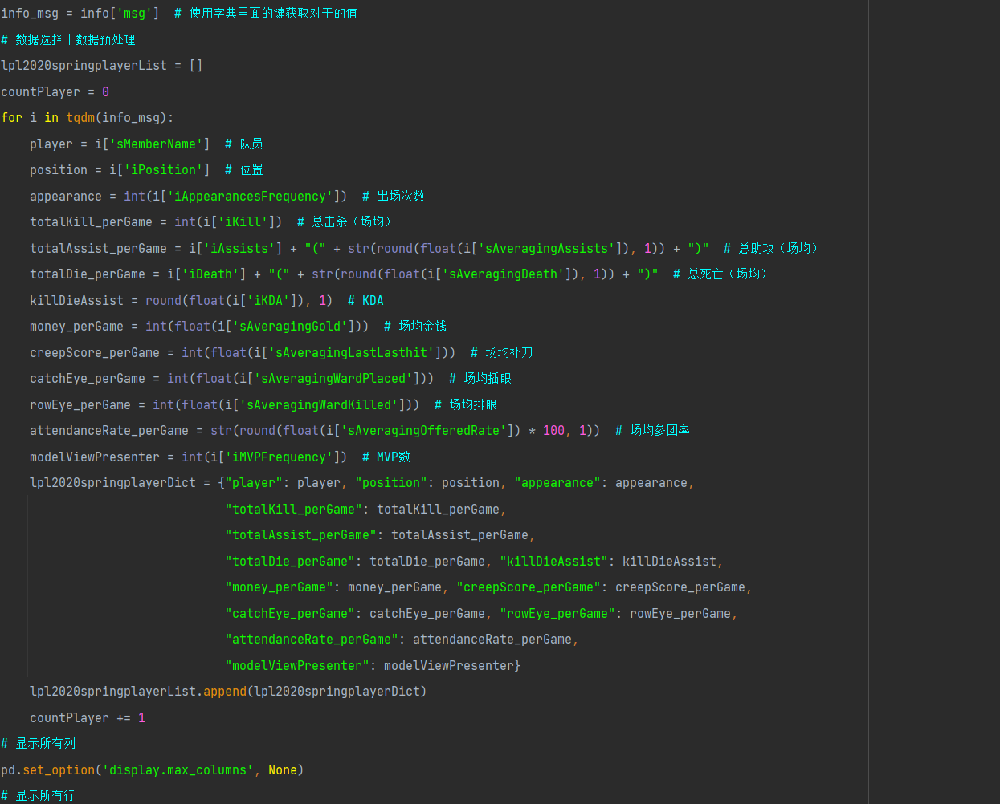 info_msg = info['msg']  # 使用字典里面的键获取对于的值
# 数据选择|数据预处理
lpl2020springplayerList = []
countPlayer = 0
for i in tqdm(info_msg):
    player = i['sMemberName']  # 队员
    position = i['iPosition']  # 位置
    appearance = int(i['iAppearancesFrequency'])  # 出场次数
    totalKill_perGame = int(i['iKill'])  # 总击杀（场均）
    totalAssist_perGame = i['iAssists'] + "(" + str(round(float(i['sAveragingAssists']), 1)) + ")"  # 总助攻（场均）
    totalDie_perGame = i['iDeath'] + "(" + str(round(float(i['sAveragingDeath']), 1)) + ")"  # 总死亡（场均）
    killDieAssist = round(float(i['iKDA']), 1)  # KDA
    money_perGame = int(float(i['sAveragingGold']))  # 场均金钱
    creepScore_perGame = int(float(i['sAveragingLastLasthit']))  # 场均补刀
    catchEye_perGame = int(float(i['sAveragingWardPlaced']))  # 场均插眼
    rowEye_perGame = int(float(i['sAveragingWardKilled']))  # 场均排眼
    attendanceRate_perGame = str(round(float(i['sAveragingOfferedRate']) * 100, 1))  # 场均参团率
    modelViewPresenter = int(i['iMVPFrequency'])  # MVP数
    lpl2020springplayerDict = {"player": player, "position": position, "appearance": appearance,
                               "totalKill_perGame": totalKill_perGame,
                               "totalAssist_perGame": totalAssist_perGame,
                               "totalDie_perGame": totalDie_perGame, "killDieAssist": killDieAssist,
                               "money_perGame": money_perGame, "creepScore_perGame": creepScore_perGame,
                               "catchEye_perGame": catchEye_perGame, "rowEye_perGame": rowEye_perGame,
                               "attendanceRate_perGame": attendanceRate_perGame,
                               "modelViewPresenter": modelViewPresenter}
    lpl2020springplayerList.append(lpl2020springplayerDict)
    countPlayer += 1
# 显示所有列
pd.set_option('display.max_columns', None)
# 显示所有行